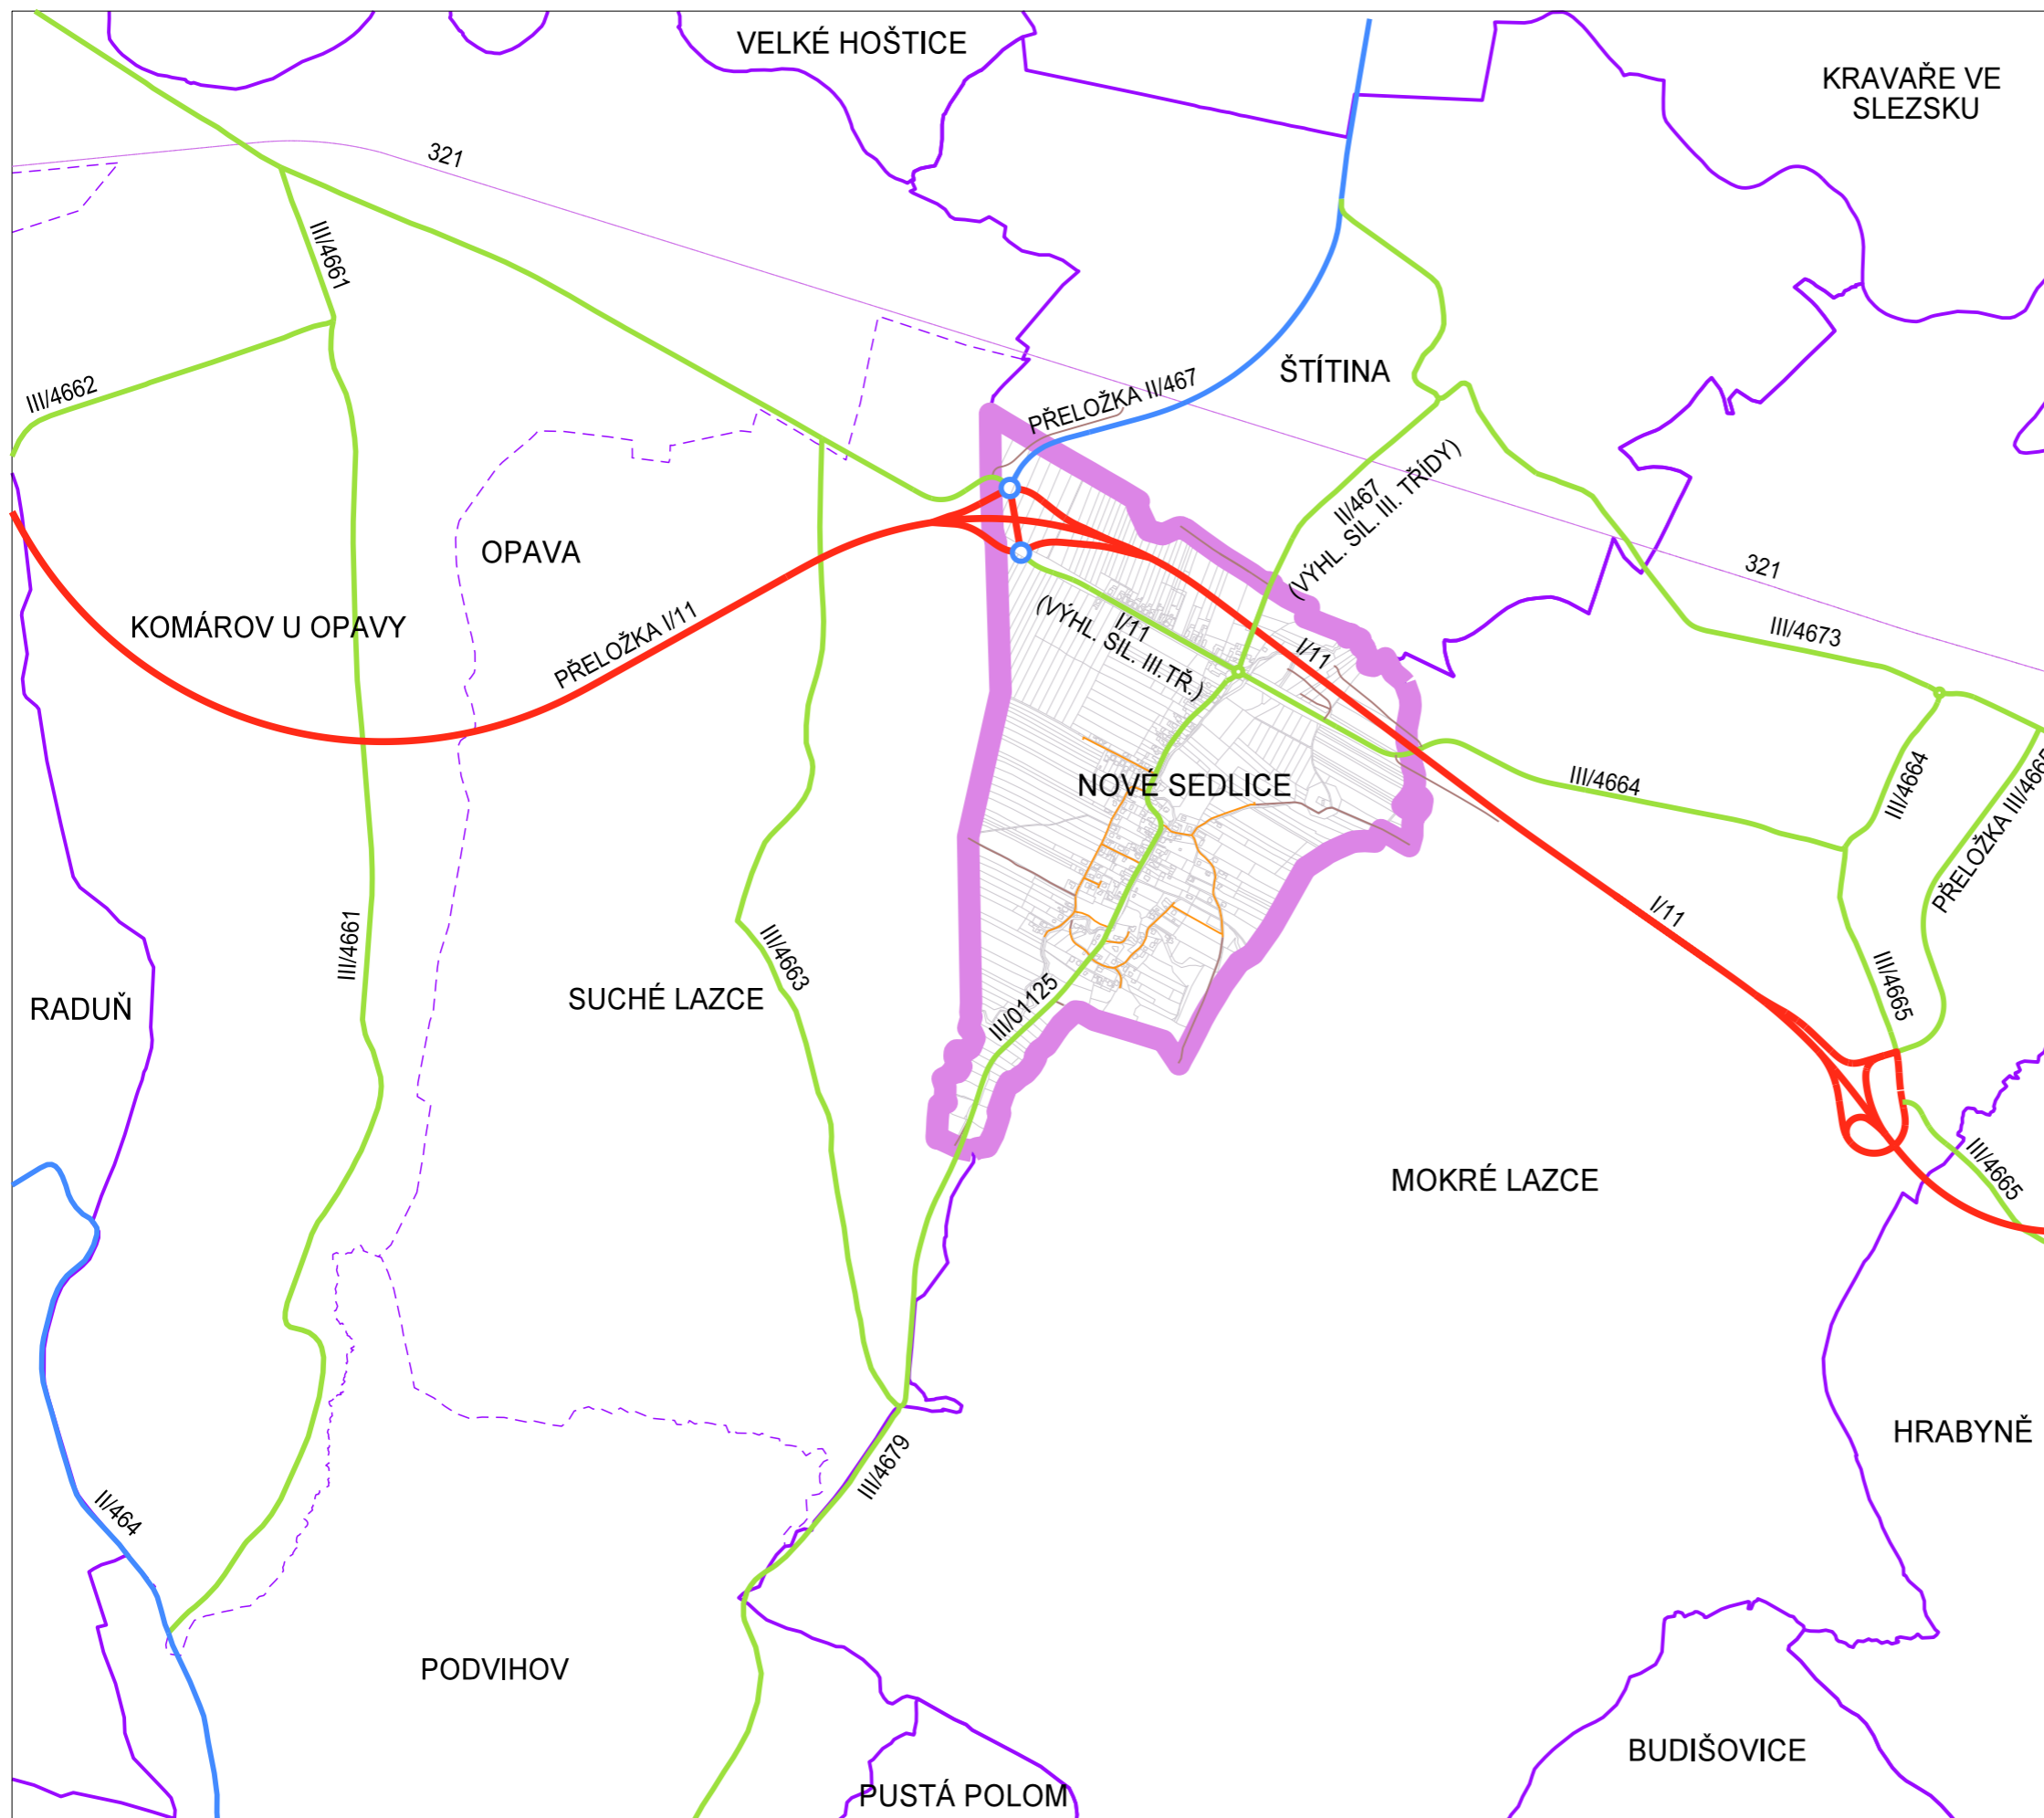 VELKÉ HOŠTICE
KRAVAŘE VE
SLEZSKU
321
III/4661
III/4662
ŠTÍTINA
PŘELOŽKA II/467
II/467
(VÝHL. SIL. III. TŘÍDY)
OPAVA
321
KOMÁROV U OPAVY
PŘELOŽKA I/11
I/11
(VÝHL. SIL. III.TŘ.)
I/11
III/4673
NOVÉ SEDLICE
III/4664
III/4664
PŘELOŽKA III/4665
III/4661
I/11
III/4663
RADUŇ
SUCHÉ LAZCE
III/01125
III/4665
MOKRÉ LAZCE
III/4665
HRABYNĚ
III/4679
II/464
PODVIHOV
BUDIŠOVICE
PUSTÁ POLOM